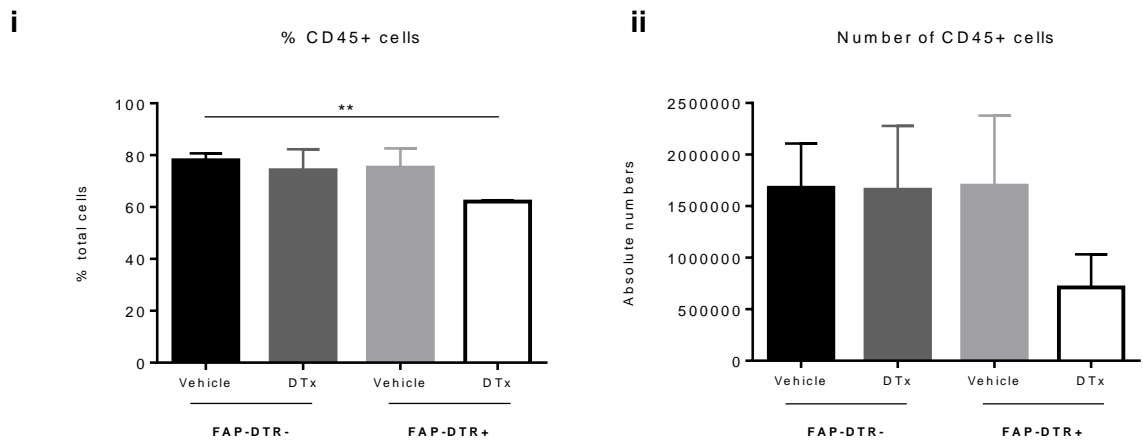 i
% CD45+ cells
**
100
80
60
40
20
0
% total cells
Vehicle DTx Vehicle DTx
FAP-DTR- FAP-DTR+
ii
Number of CD45+ cells
2500000
2000000
1500000
1000000
500000
0
Absolute numbers
Vehicle DTx Vehicle DTx
FAP-DTR- FAP-DTR+